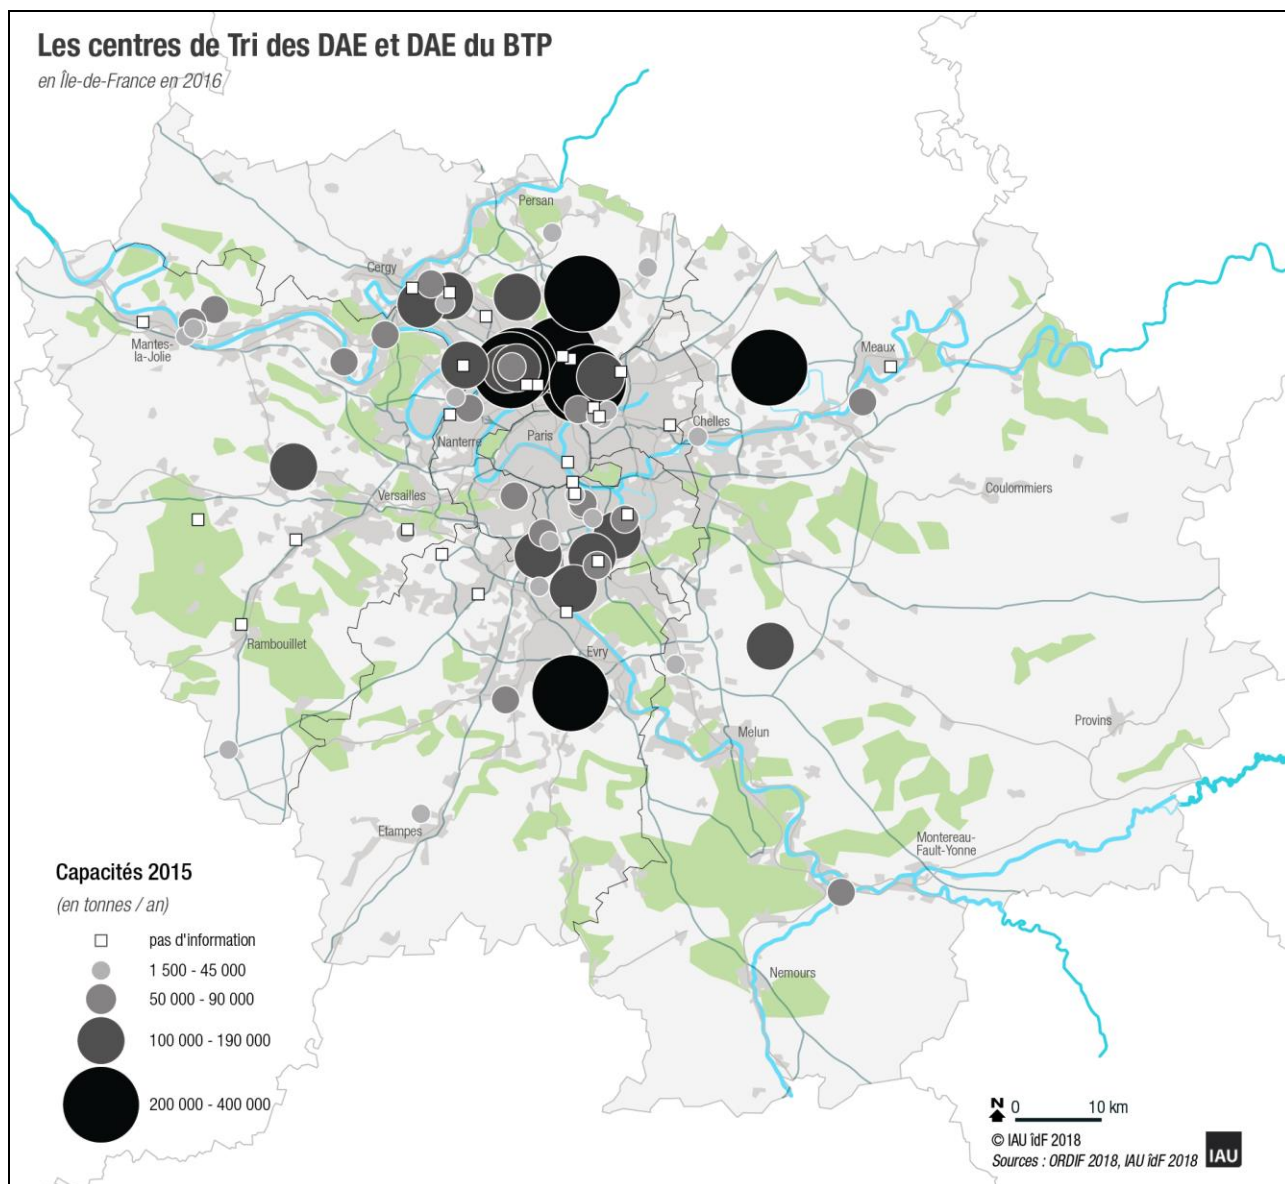 Les centres de Tri des DAE et DAE du BTP
en Île-de-France en 2016
Persan
Cergy
Mantes-
la-Jolie
Meaux
Chelles
Nanterre
Paris
Versailles
Coulommiers
Rambouillet
Evry
Provins
Melun
Etampes
Montereau-
Fault-Yonne
Nemours
Capacités 2015
(en tonnes / an)
pas d'information
1 500 - 45 000
50 000 - 90 000
100 000 - 190 000
200 000 - 400 000
N 0 10 km
© IAU îdF 2018
Sources : ORDIF 2018, IAU îdF 2018
IAU